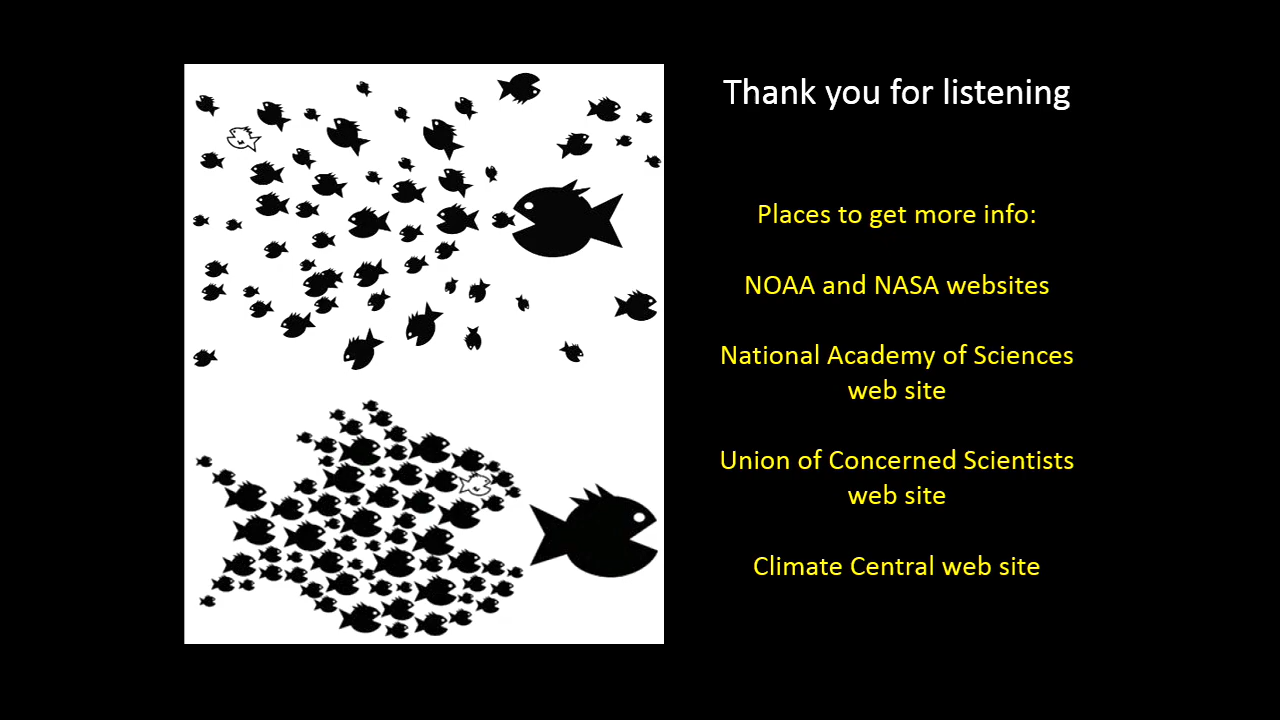 Thank you for listening
Places to get more info:
NOAA and NASA websites
National Academy of Sciences
web site
Union of Concerned Scientists
web site
Climate Central web site